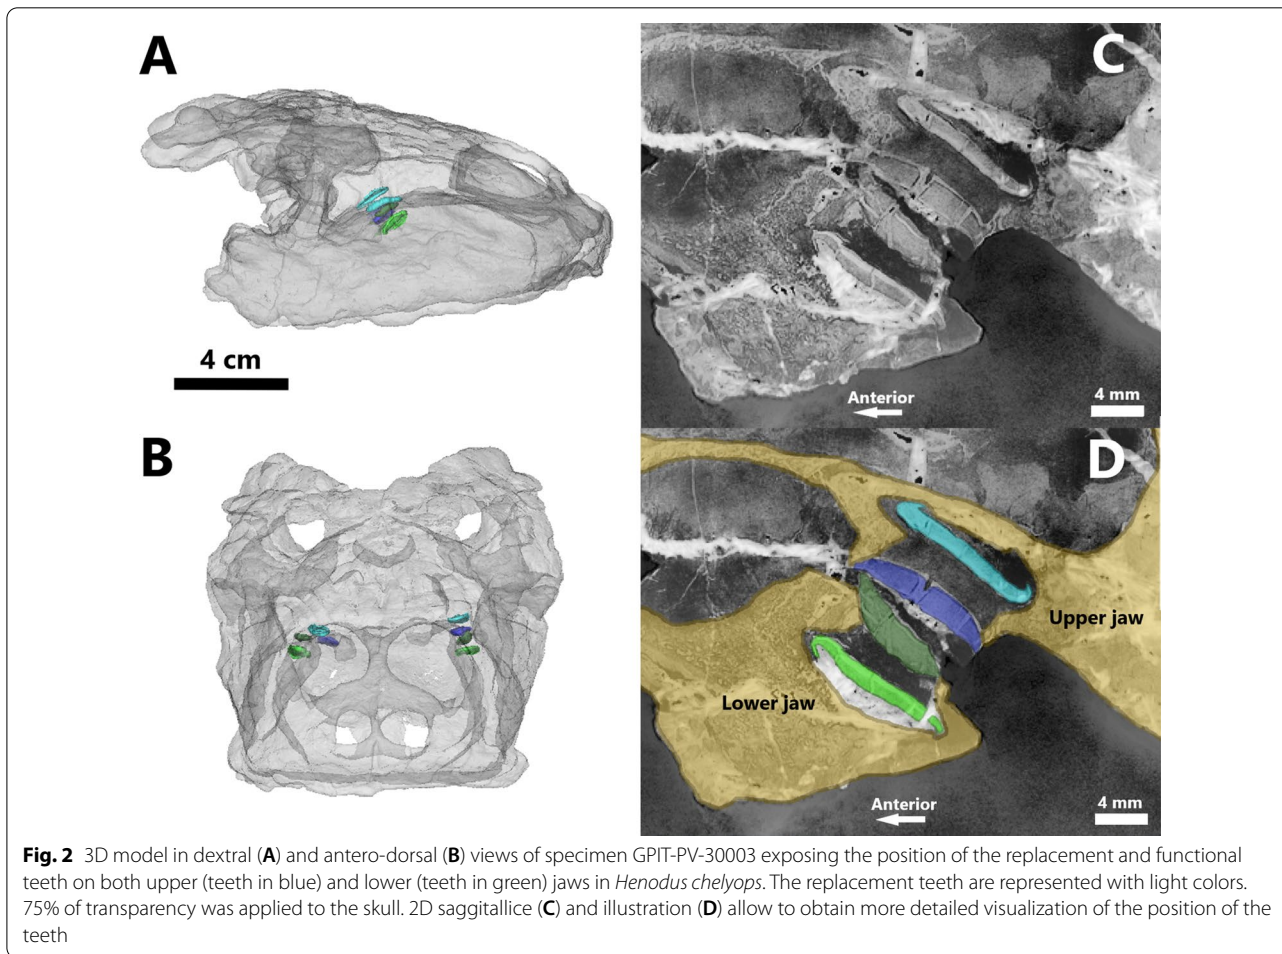 A
4 cm
B
C
Anterior
4 mm
D
Upper jaw
Lower jaw
Anterior
4 mm
Fig. 2 3D model in dextral (A) and antero-dorsal (B) views of specimen GPIT-PV-30003 exposing the position of the replacement and functional
teeth on both upper (teeth in blue) and lower (teeth in green) jaws in Henodus chelyops. The replacement teeth are represented with light colors.
75% of transparency was applied to the skull. 2D saggitallice (C) and illustration (D) allow to obtain more detailed visualization of the position of the
teeth